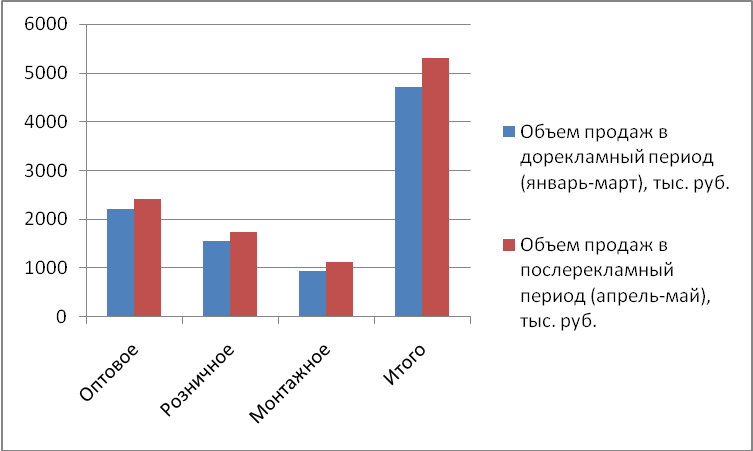 6000
5000
4000
3000
2000
1000
0
Оптовое
Розничное
Монтажное
Итого
Объем продаж в
дорекламный период
(январь-март), тыс. руб.
Объем продаж в
послерекламный
период (апрель-май),
тыс. руб.